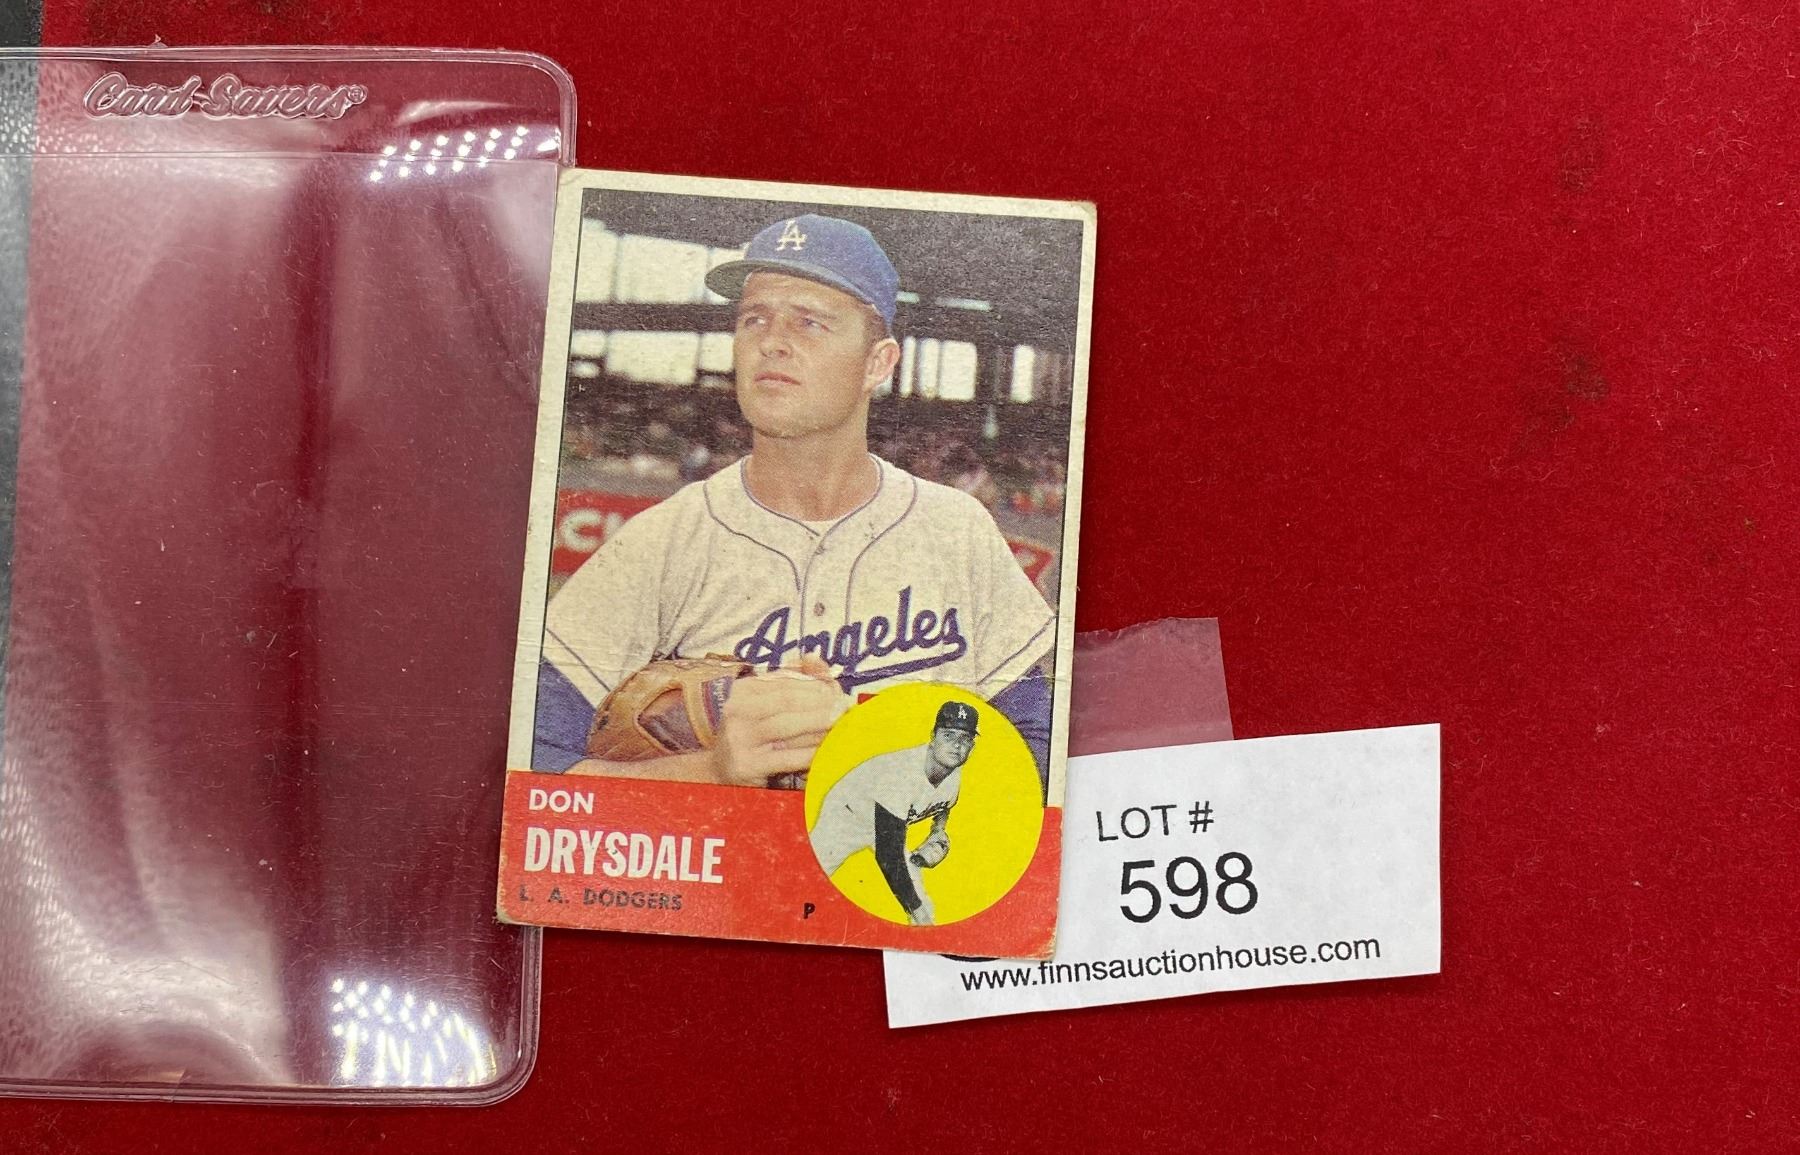 Card-Savers®
A
Angeles
A
DON
DRYSDALE
L. A. DODGERS
P
LOT #
598
www.finnsauctionhouse.com